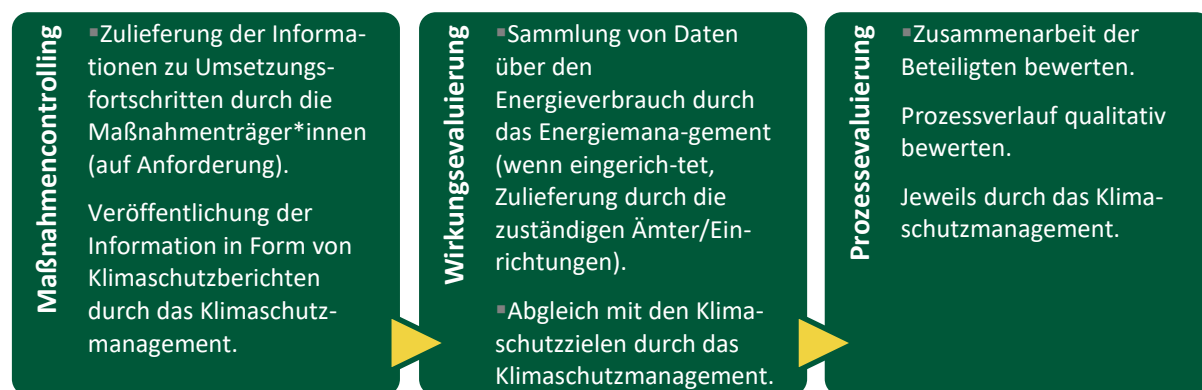 Maßnahmencontrolling
▪Zulieferung der Informa-
tionen zu Umsetzungs-
fortschritten durch die
Maßnahmenträger*innen
(auf Anforderung).
Veröffentlichung der
Information in Form von
Klimaschutzberichten
durch das Klimaschutz-
management.
Wirkungsevaluierung
▪Sammlung von Daten
über den
Energieverbrauch durch
das Energiemana-gement
(wenn eingerich-tet,
Zulieferung durch die
zuständigen Ämter/Ein-
richtungen).
▪Abgleich mit den Klima-
schutzzielen durch das
Klimaschutzmanagement.
Prozessevaluierung
▪Zusammenarbeit der
Beteiligten bewerten.
Prozessverlauf qualitativ
bewerten.
Jeweils durch das Klima-
schutzmanagement.